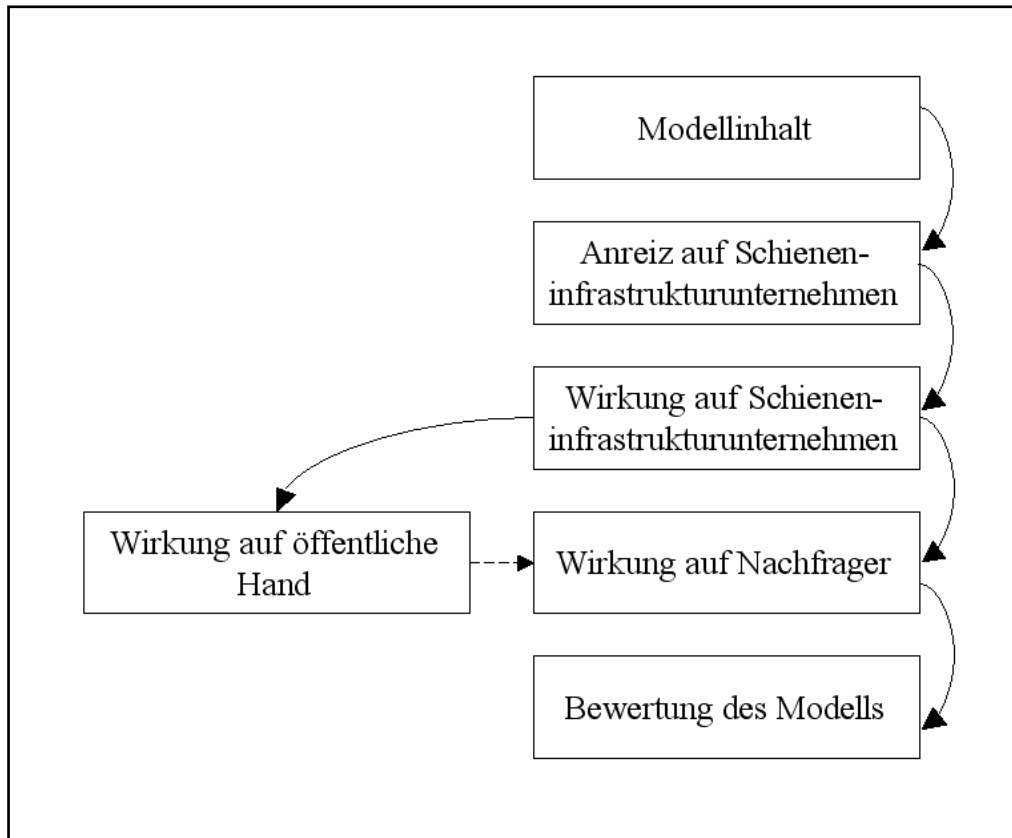 Modellinhalt
Anreiz auf Schienen-
infrastrukturunternehmen
Wirkung auf Schienen-
infrastrukturunternehmen
Wirkung auf öffentliche
Hand
Wirkung auf Nachfrager
Bewertung des Modells